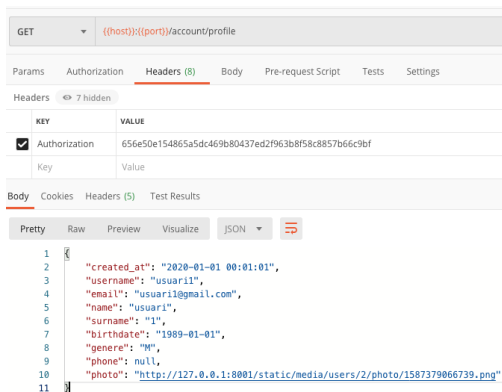 GET {{host}}:{{port}}/account/profile
Params Authorization Headers (8) Body Pre-request Script Tests Settings
Headers 7 hidden
KEY VALUE
Authorization 656e50e154865a5dc469b80437ed2f963b8f58c8857b66c9bf
Key Value
Body Cookies Headers (5) Test Results
Pretty Raw Preview Visualize JSON
1 {
2 "created_at": "2020-01-01 00:01:01",
3 "username": "usuari1",
4 "email": "usuari1@gmail.com",
5 "name": "usuari",
6 "surname": "1",
7 "birthdate": "1989-01-01",
8 "genere": "M",
9 "phone": null,
10 "photo": "http://127.0.0.1:8001/static/media/users/2/photo/1587379066739.png"
11 }